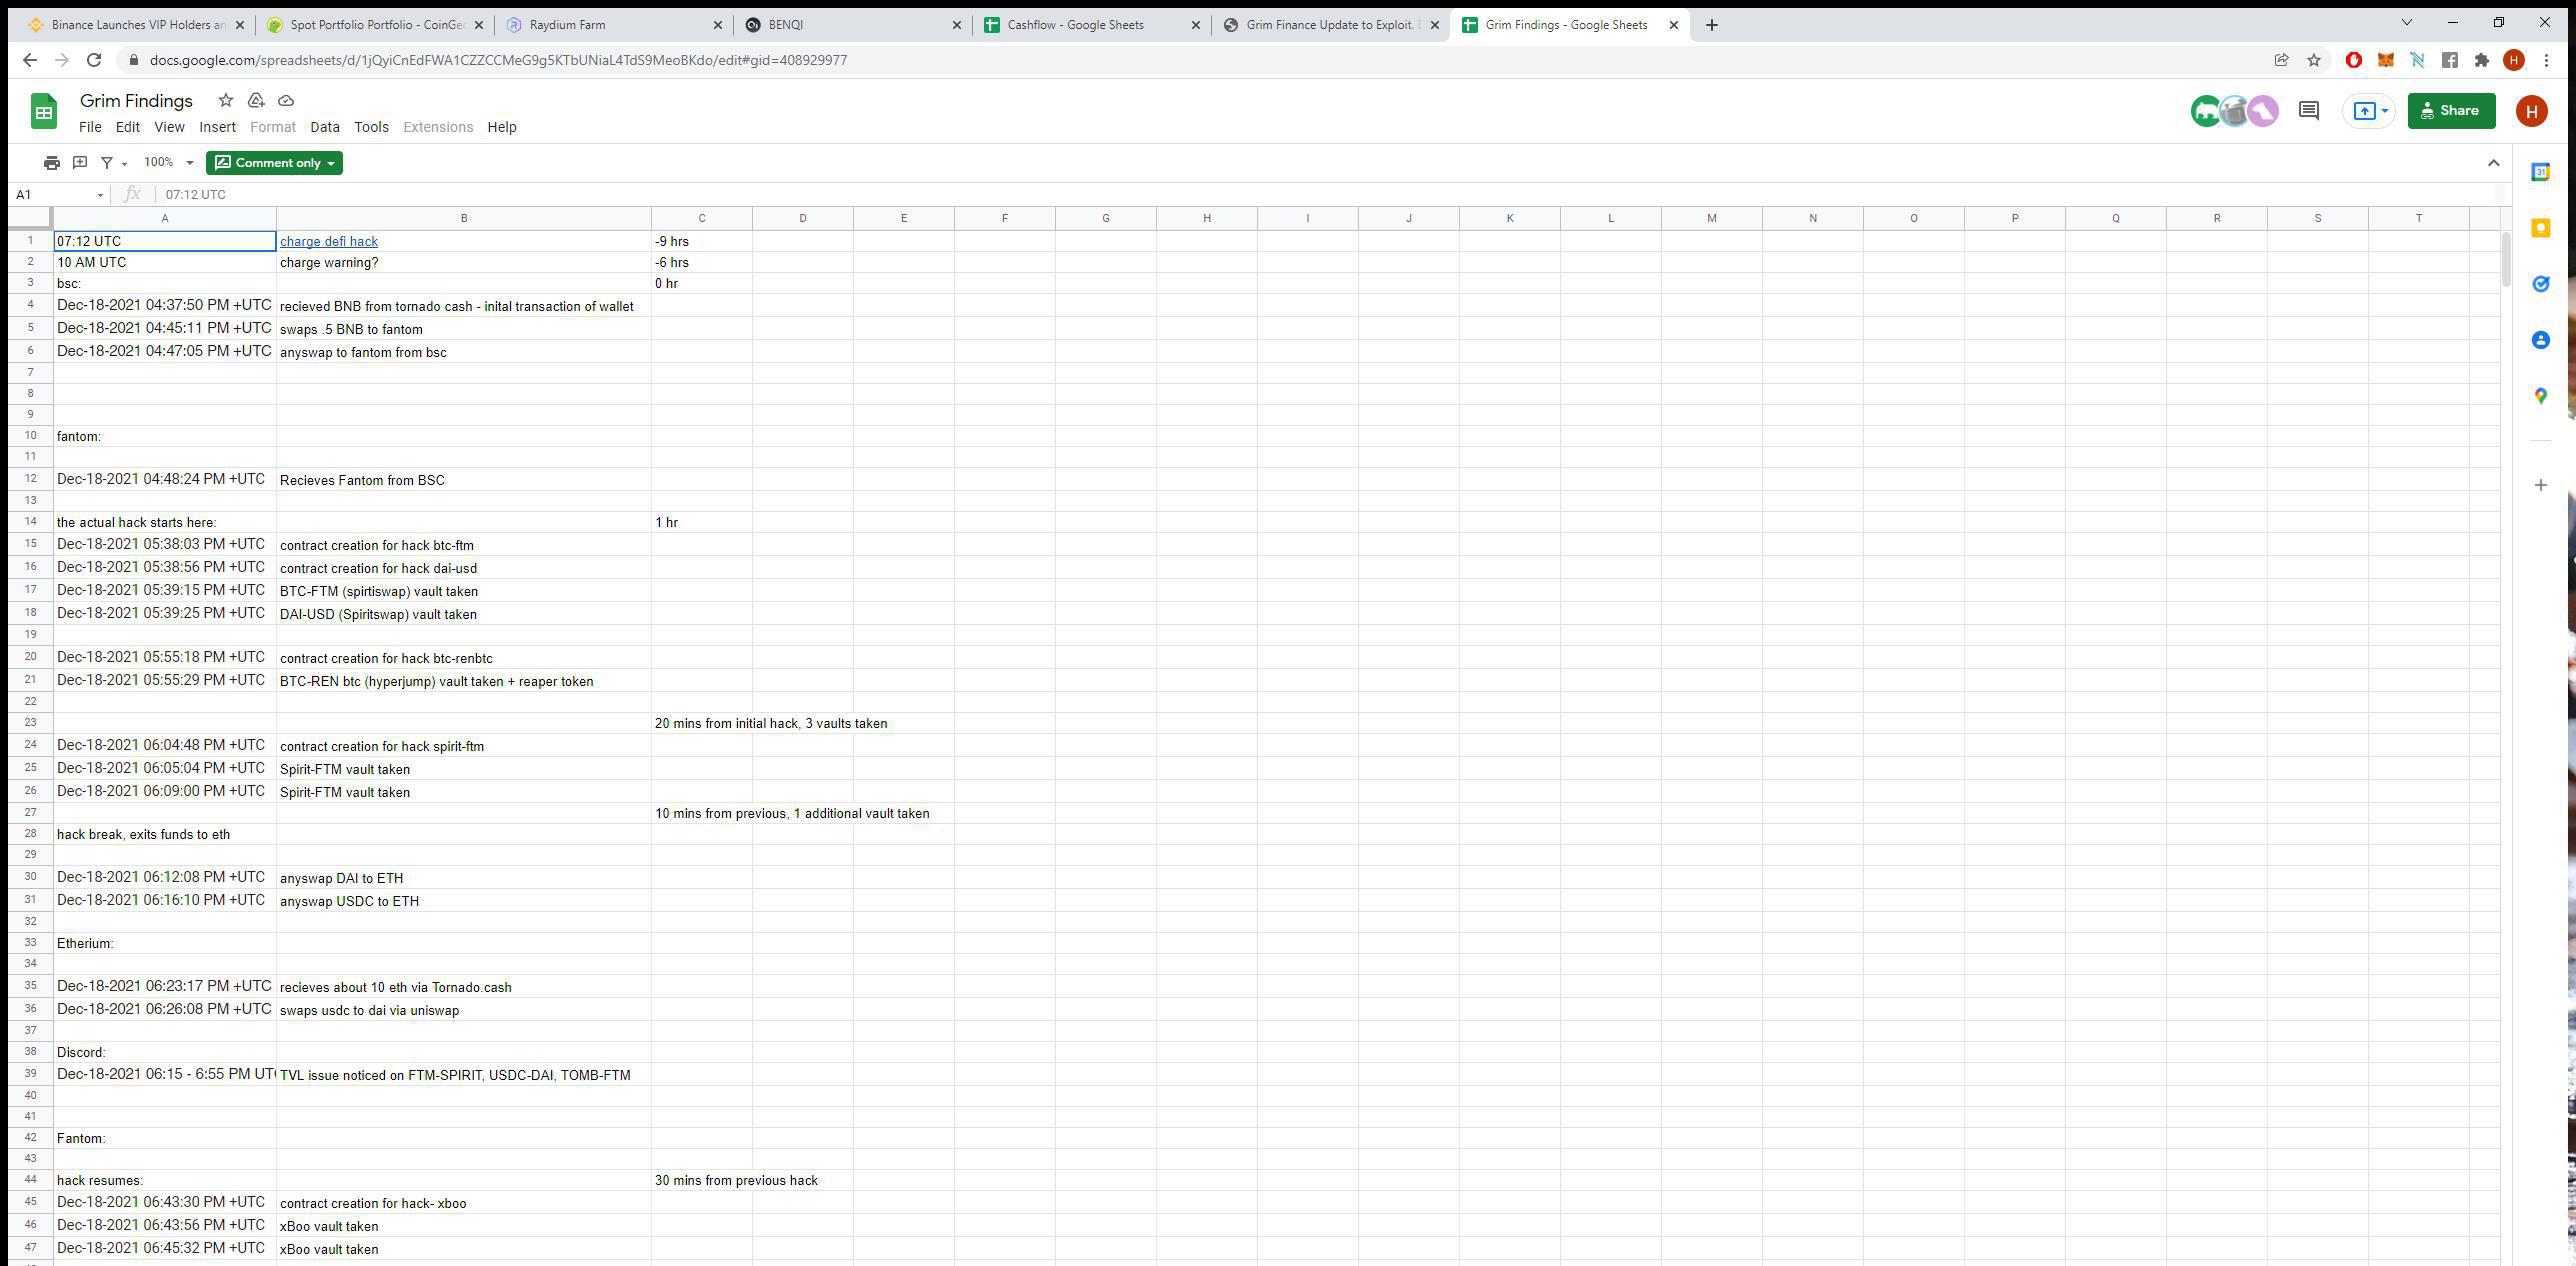 Binance Launches VIP Holders an
Spot Portfolio Portfolio - CoinGe
Raydium Farm
BENQI
Cashflow - Google Sheets
Grim Finance Update to Exploit.
Grim Findings - Google Sheets
docs.google.com/spreadsheets/d/1jQyiCnEdFWA1CZZCCMeG9g5KTbUNiaL4TdS9MeoBKdo/edit#gid=408929977
H
Grim Findings
Share
H
File Edit View Insert Format Data Tools Extensions Help
100% Comment only
31
A1 fx 07:12 UTC
A B C D E F G H I J K L M N O P Q R S T
1 07:12 UTC charge defi hack -9 hrs
2 10 AM UTC charge warning? -6 hrs
3 bsc: 0 hr
4 Dec-18-2021 04:37:50 PM +UTC recieved BNB from tornado cash - inital transaction of wallet
5 Dec-18-2021 04:45:11 PM +UTC swaps .5 BNB to fantom
6 Dec-18-2021 04:47:05 PM +UTC anyswap to fantom from bsc
7
8
9
10 fantom:
11
12 Dec-18-2021 04:48:24 PM +UTC Recieves Fantom from BSC
13
14 the actual hack starts here: 1 hr
15 Dec-18-2021 05:38:03 PM +UTC contract creation for hack btc-ftm
16 Dec-18-2021 05:38:56 PM +UTC contract creation for hack dai-usd
17 Dec-18-2021 05:39:15 PM +UTC BTC-FTM (spirtiswap) vault taken
18 Dec-18-2021 05:39:25 PM +UTC DAI-USD (Spiritswap) vault taken
19
20 Dec-18-2021 05:55:18 PM +UTC contract creation for hack btc-renbtc
21 Dec-18-2021 05:55:29 PM +UTC BTC-REN btc (hyperjump) vault taken + reaper token
22
23 20 mins from initial hack, 3 vaults taken
24 Dec-18-2021 06:04:48 PM +UTC contract creation for hack spirit-ftm
25 Dec-18-2021 06:05:04 PM +UTC Spirit-FTM vault taken
26 Dec-18-2021 06:09:00 PM +UTC Spirit-FTM vault taken
27 10 mins from previous, 1 additional vault taken
28 hack break, exits funds to eth
29
30 Dec-18-2021 06:12:08 PM +UTC anyswap DAI to ETH
31 Dec-18-2021 06:16:10 PM +UTC anyswap USDC to ETH
32
33 Etherium:
34
35 Dec-18-2021 06:23:17 PM +UTC recieves about 10 eth via Tornado.cash
36 Dec-18-2021 06:26:08 PM +UTC swaps usdc to dai via uniswap
37
38 Discord:
39 Dec-18-2021 06:15 - 6:55 PM UT TVL issue noticed on FTM-SPIRIT, USDC-DAI, TOMB-FTM
40
41
42 Fantom:
43
44 hack resumes: 30 mins from previous hack
45 Dec-18-2021 06:43:30 PM +UTC contract creation for hack- xboo
46 Dec-18-2021 06:43:56 PM +UTC xBoo vault taken
47 Dec-18-2021 06:45:32 PM +UTC xBoo vault taken